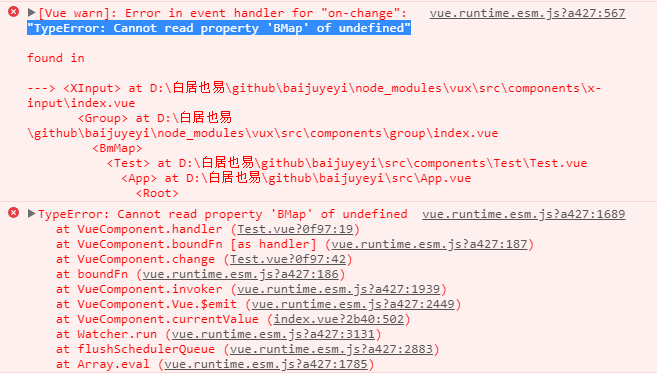 ▶[Vue warn]: Error in event handler for "on-change": vue.runtime.esm.js?a427:567
"TypeError: Cannot read property 'BMap' of undefined"
found in
---> <XInput> at D:\白居也易\github\baijuyeyi\node_modules\vux\src\components\x-
input\index.vue
<Group> at D:\白居也易
\github\baijuyeyi\node_modules\vux\src\components\group\index.vue
<BmMap>
<Test> at D:\白居也易\github\baijuyeyi\src\components\Test\Test.vue
<App> at D:\白居也易\github\baijuyeyi\src\App.vue
<Root>
▶TypeError: Cannot read property 'BMap' of undefined vue.runtime.esm.js?a427:1689
at VueComponent.handler (Test.vue?0f97:19)
at VueComponent.boundFn [as handler] (vue.runtime.esm.js?a427:187)
at VueComponent.change (Test.vue?0f97:42)
at boundFn (vue.runtime.esm.js?a427:186)
at VueComponent.invoker (vue.runtime.esm.js?a427:1939)
at VueComponent.Vue.$emit (vue.runtime.esm.js?a427:2449)
at VueComponent.currentValue (index.vue?2b40:502)
at Watcher.run (vue.runtime.esm.js?a427:3131)
at flushSchedulerQueue (vue.runtime.esm.js?a427:2883)
at Array.eval (vue.runtime.esm.js?a427:1785)